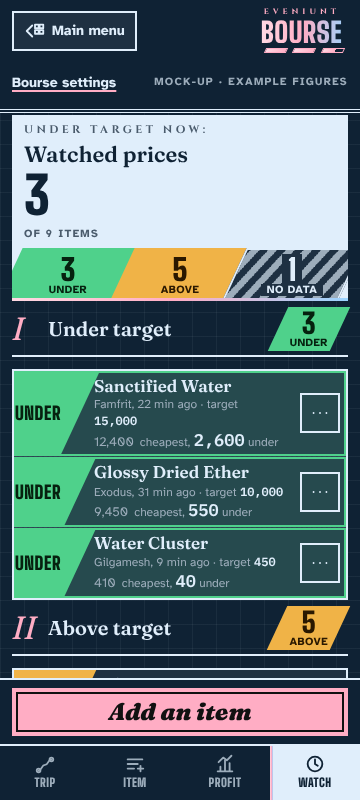 Main menu
EVENIUNT
BOURSE
Bourse settings
MOCK-UP · EXAMPLE FIGURES
UNDER TARGET NOW:
Watched prices
3
OF 9 ITEMS
3
UNDER
5
ABOVE
1
NO DATA
I Under target
3
UNDER
UNDER
Sanctified Water
Famfrit, 22 min ago · target
15,000
12,400 cheapest, 2,600 under
...
UNDER
Glossy Dried Ether
Exodus, 31 min ago · target 10,000
9,450 cheapest, 550 under
...
UNDER
Water Cluster
Gilgamesh, 9 min ago · target 450
410 cheapest, 40 under
...
II Above target
5
ABOVE
Add an item
TRIP
ITEM
PROFIT
WATCH